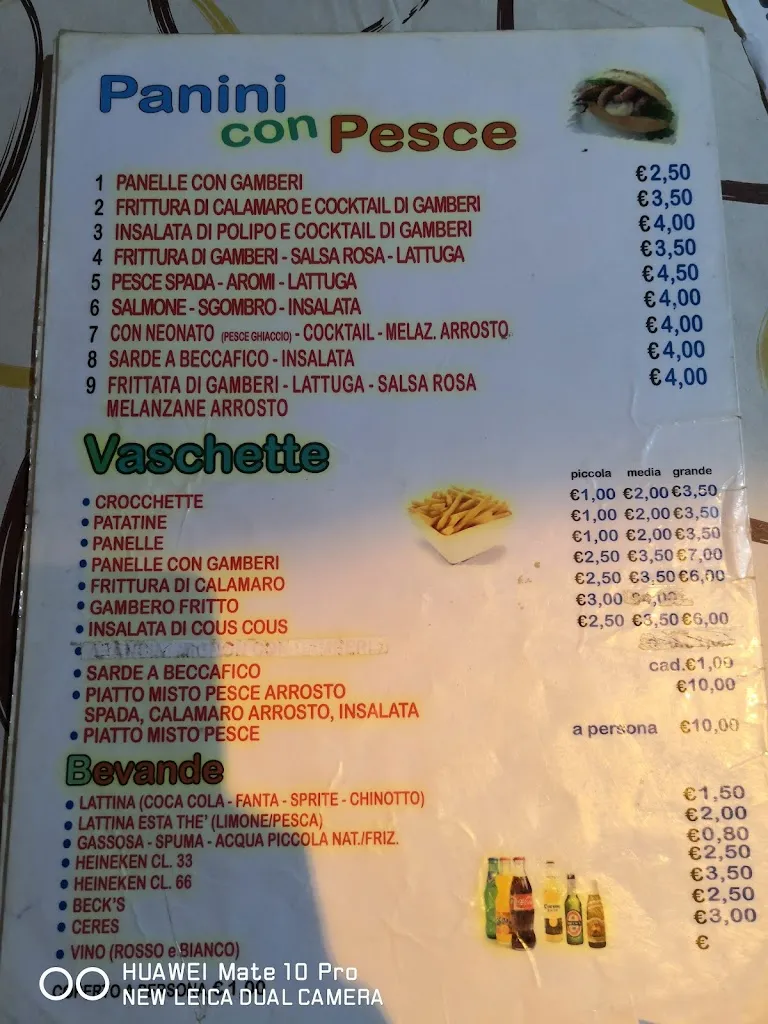 Panini
con Pesce
1 PANELLE CON GAMBERI €2,50
2 FRITTURA DI CALAMARO E COCKTAIL DI GAMBERI €3,50
3 INSALATA DI POLIPO E COCKTAIL DI GAMBERI €4,00
4 FRITTURA DI GAMBERI - SALSA ROSA - LATTUGA €3,50
5 PESCE SPADA - AROMI - LATTUGA €4,50
6 SALMONE - SGOMBRO - INSALATA €4,00
7 CON NEONATO (PESCE GHIACCIO) - COCKTAIL - MELAZ. ARROSTO €4,00
8 SARDE A BECCAFICO - INSALATA €4,00
9 FRITTATA DI GAMBERI - LATTUGA - SALSA ROSA €4,00
MELANZANE ARROSTO
Vaschette
piccola media grande
• CROCCHETTE €1,00 €2,00 €3,50
• PATATINE €1,00 €2,00 €3,50
• PANELLE €1,00 €2,00 €3,50
• PANELLE CON GAMBERI €2,50 €3,50 €7,00
• FRITTURA DI CALAMARO €2,50 €3,50 €6,00
• GAMBERO FRITTO €3,00
• INSALATA DI COUS COUS €2,50 €3,50 €6,00
• SARDE A BECCAFICO cad. €1,00
• PIATTO MISTO PESCE ARROSTO €10,00
SPADA, CALAMARO ARROSTO, INSALATA
• PIATTO MISTO PESCE a persona €10,00
Bevande
• LATTINA (COCA COLA - FANTA - SPRITE - CHINOTTO) €1,50
• LATTINA ESTA THE' (LIMONE/PESCA) €2,00
• GASSOSA - SPUMA - ACQUA PICCOLA NAT./FRIZ. €0,80
• HEINEKEN CL. 33 €2,50
• HEINEKEN CL. 66 €3,50
• BECK'S €2,50
• CERES €3,00
• VINO (ROSSO e BIANCO) €
COPERTO A PERSONA € 1,00
HUAWEI Mate 10 Pro
NEW LEICA DUAL CAMERA